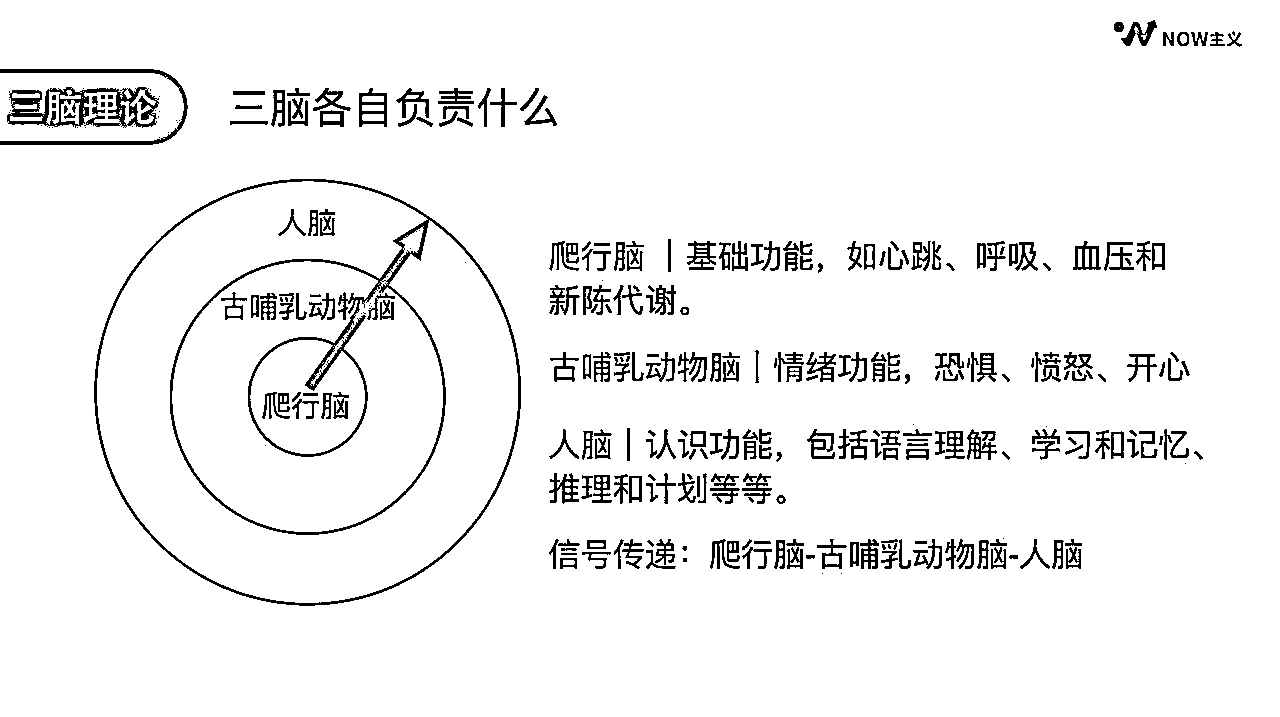 NOW主义
三脑理论
三脑各自负责什么
人脑
古哺乳动物脑
爬行脑
爬行脑 | 基础功能，如心跳、呼吸、血压和
新陈代谢。
古哺乳动物脑 | 情绪功能，恐惧、愤怒、开心
人脑 | 认识功能，包括语言理解、学习和记忆、
推理和计划等等。
信号传递：爬行脑-古哺乳动物脑-人脑